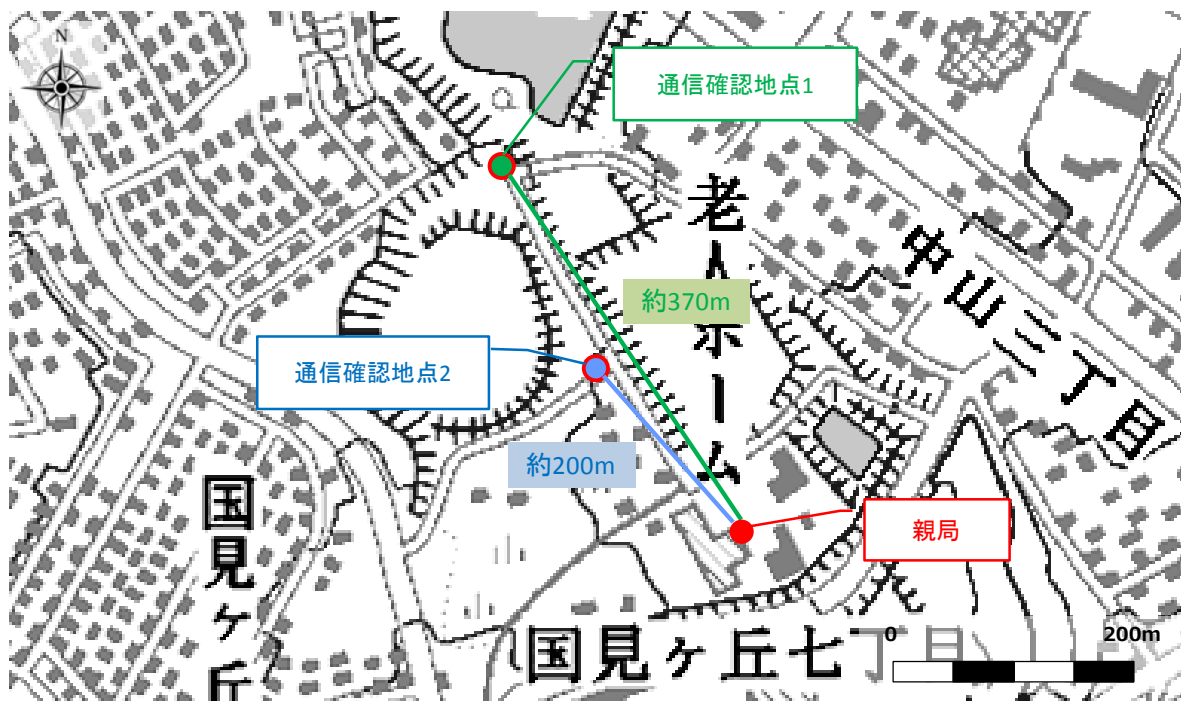 N
通信確認地点1
老人ホーム
中山三丁目
約370m
通信確認地点2
約200m
国見ヶ丘
親局
国見ヶ丘七丁目
0
200m